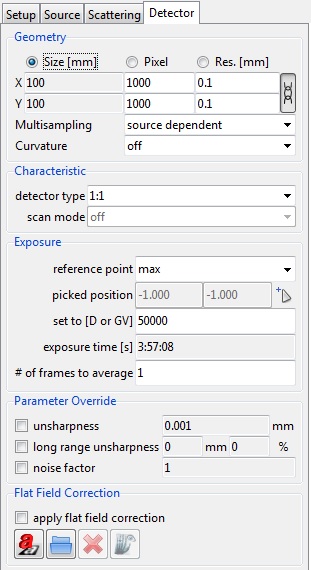 Setup Source Scattering Detector
Geometry
Size [mm] Pixel Res. [mm]
X 100 1000 0.1
Y 100 1000 0.1
Multisampling source dependent
Curvature off
Characteristic
detector type 1:1
scan mode off
Exposure
reference point max
picked position -1.000 -1.000
set to [D or GV] 50000
exposure time [s] 3:57:08
# of frames to average 1
Parameter Override
unsharpness 0.001 mm
long range unsharpness 0 mm 0 %
noise factor 1
Flat Field Correction
apply flat field correction
a